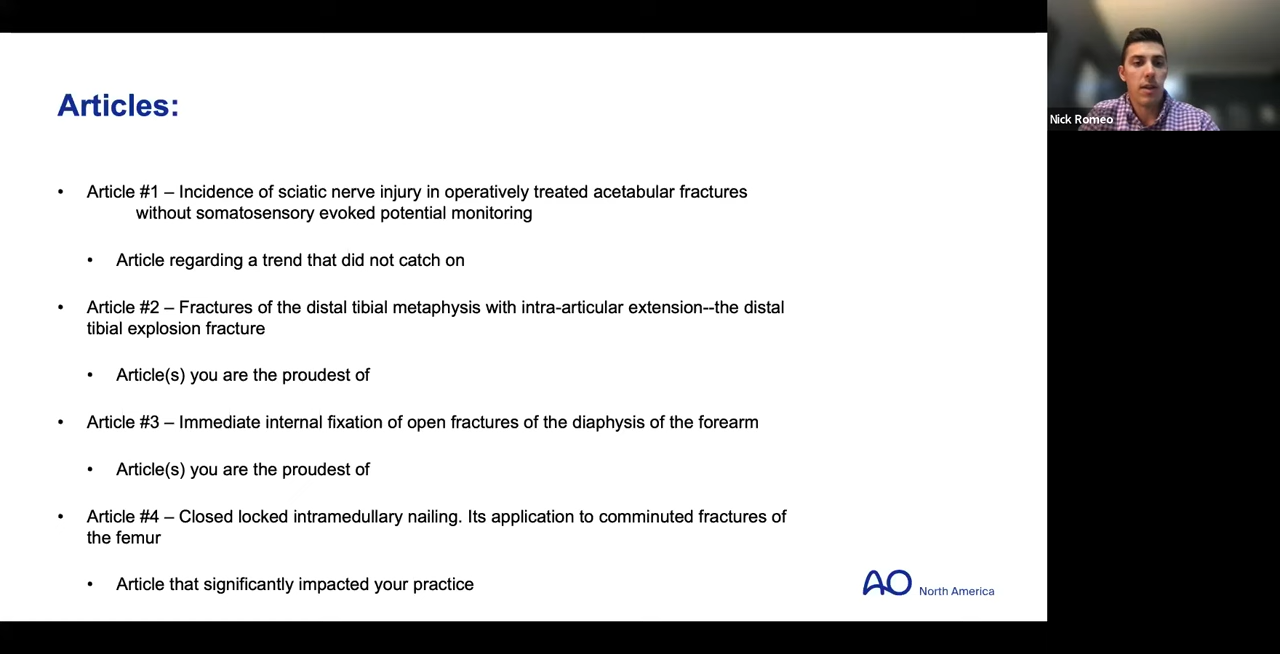 Articles:
• Article #1 – Incidence of sciatic nerve injury in operatively treated acetabular fractures
without somatosensory evoked potential monitoring
• Article regarding a trend that did not catch on
• Article #2 – Fractures of the distal tibial metaphysis with intra-articular extension--the distal
tibial explosion fracture
• Article(s) you are the proudest of
• Article #3 – Immediate internal fixation of open fractures of the diaphysis of the forearm
• Article(s) you are the proudest of
• Article #4 – Closed locked intramedullary nailing. Its application to comminuted fractures of
the femur
• Article that significantly impacted your practice
AO North America
Nick Romeo